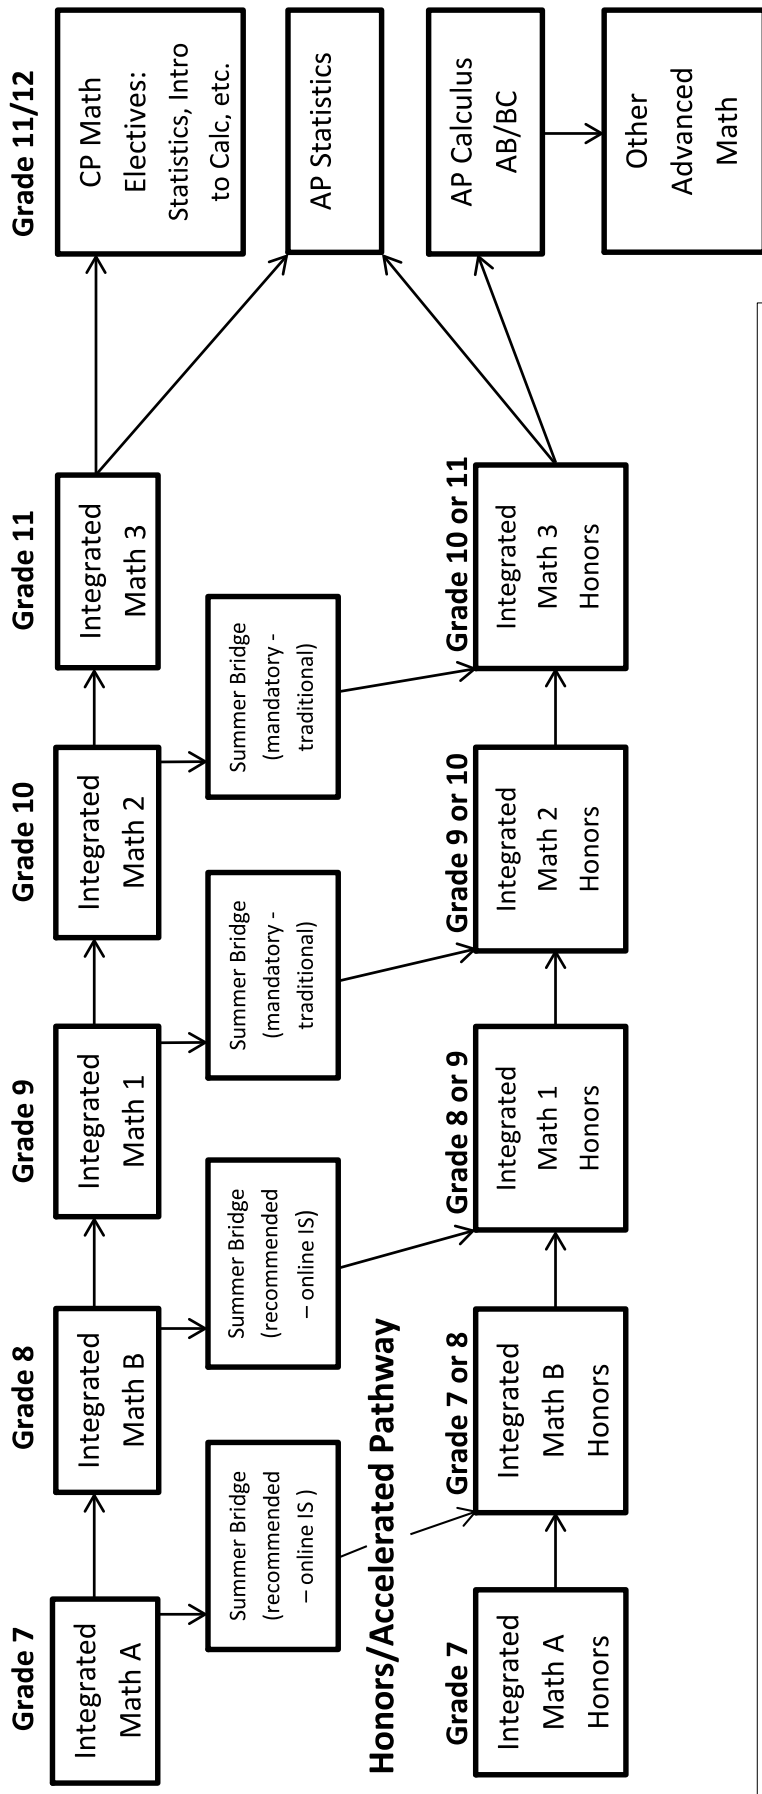 Grade 7
Grade 8
Grade 9
Grade 10
Grade 11
Grade 11/12
Integrated
Math A
Integrated
Math B
Integrated
Math 1
Integrated
Math 2
Integrated
Math 3
CP Math
Electives:
Statistics, Intro
to Calc, etc.
Summer Bridge
(recommended
– online IS )
Summer Bridge
(recommended
– online IS)
Summer Bridge
(mandatory -
traditional)
Summer Bridge
(mandatory -
traditional)
AP Statistics
Honors/Accelerated Pathway
Grade 7
Grade 7 or 8
Grade 8 or 9
Grade 9 or 10
Grade 10 or 11
Integrated
Math A
Honors
Integrated
Math B
Honors
Integrated
Math 1
Honors
Integrated
Math 2
Honors
Integrated
Math 3
Honors
AP Calculus
AB/BC
Other
Advanced
Math